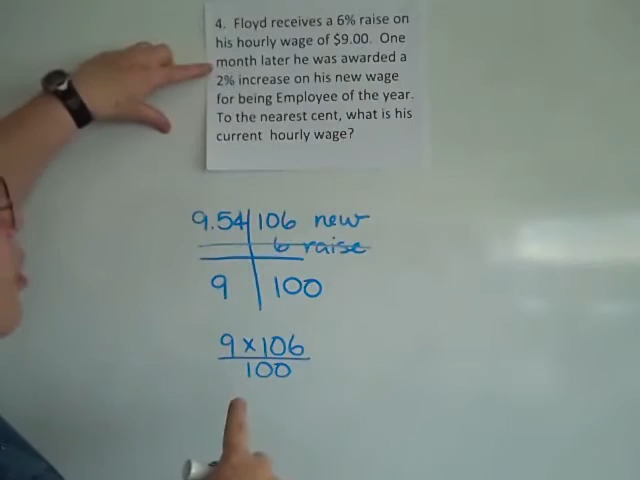 4. Floyd receives a 6% raise on
his hourly wage of $9.00. One
month later he was awarded a
2% increase on his new wage
for being Employee of the year.
To the nearest cent, what is his
current hourly wage?
9.54 106 new
6 raise
9 100
9 x 106
100